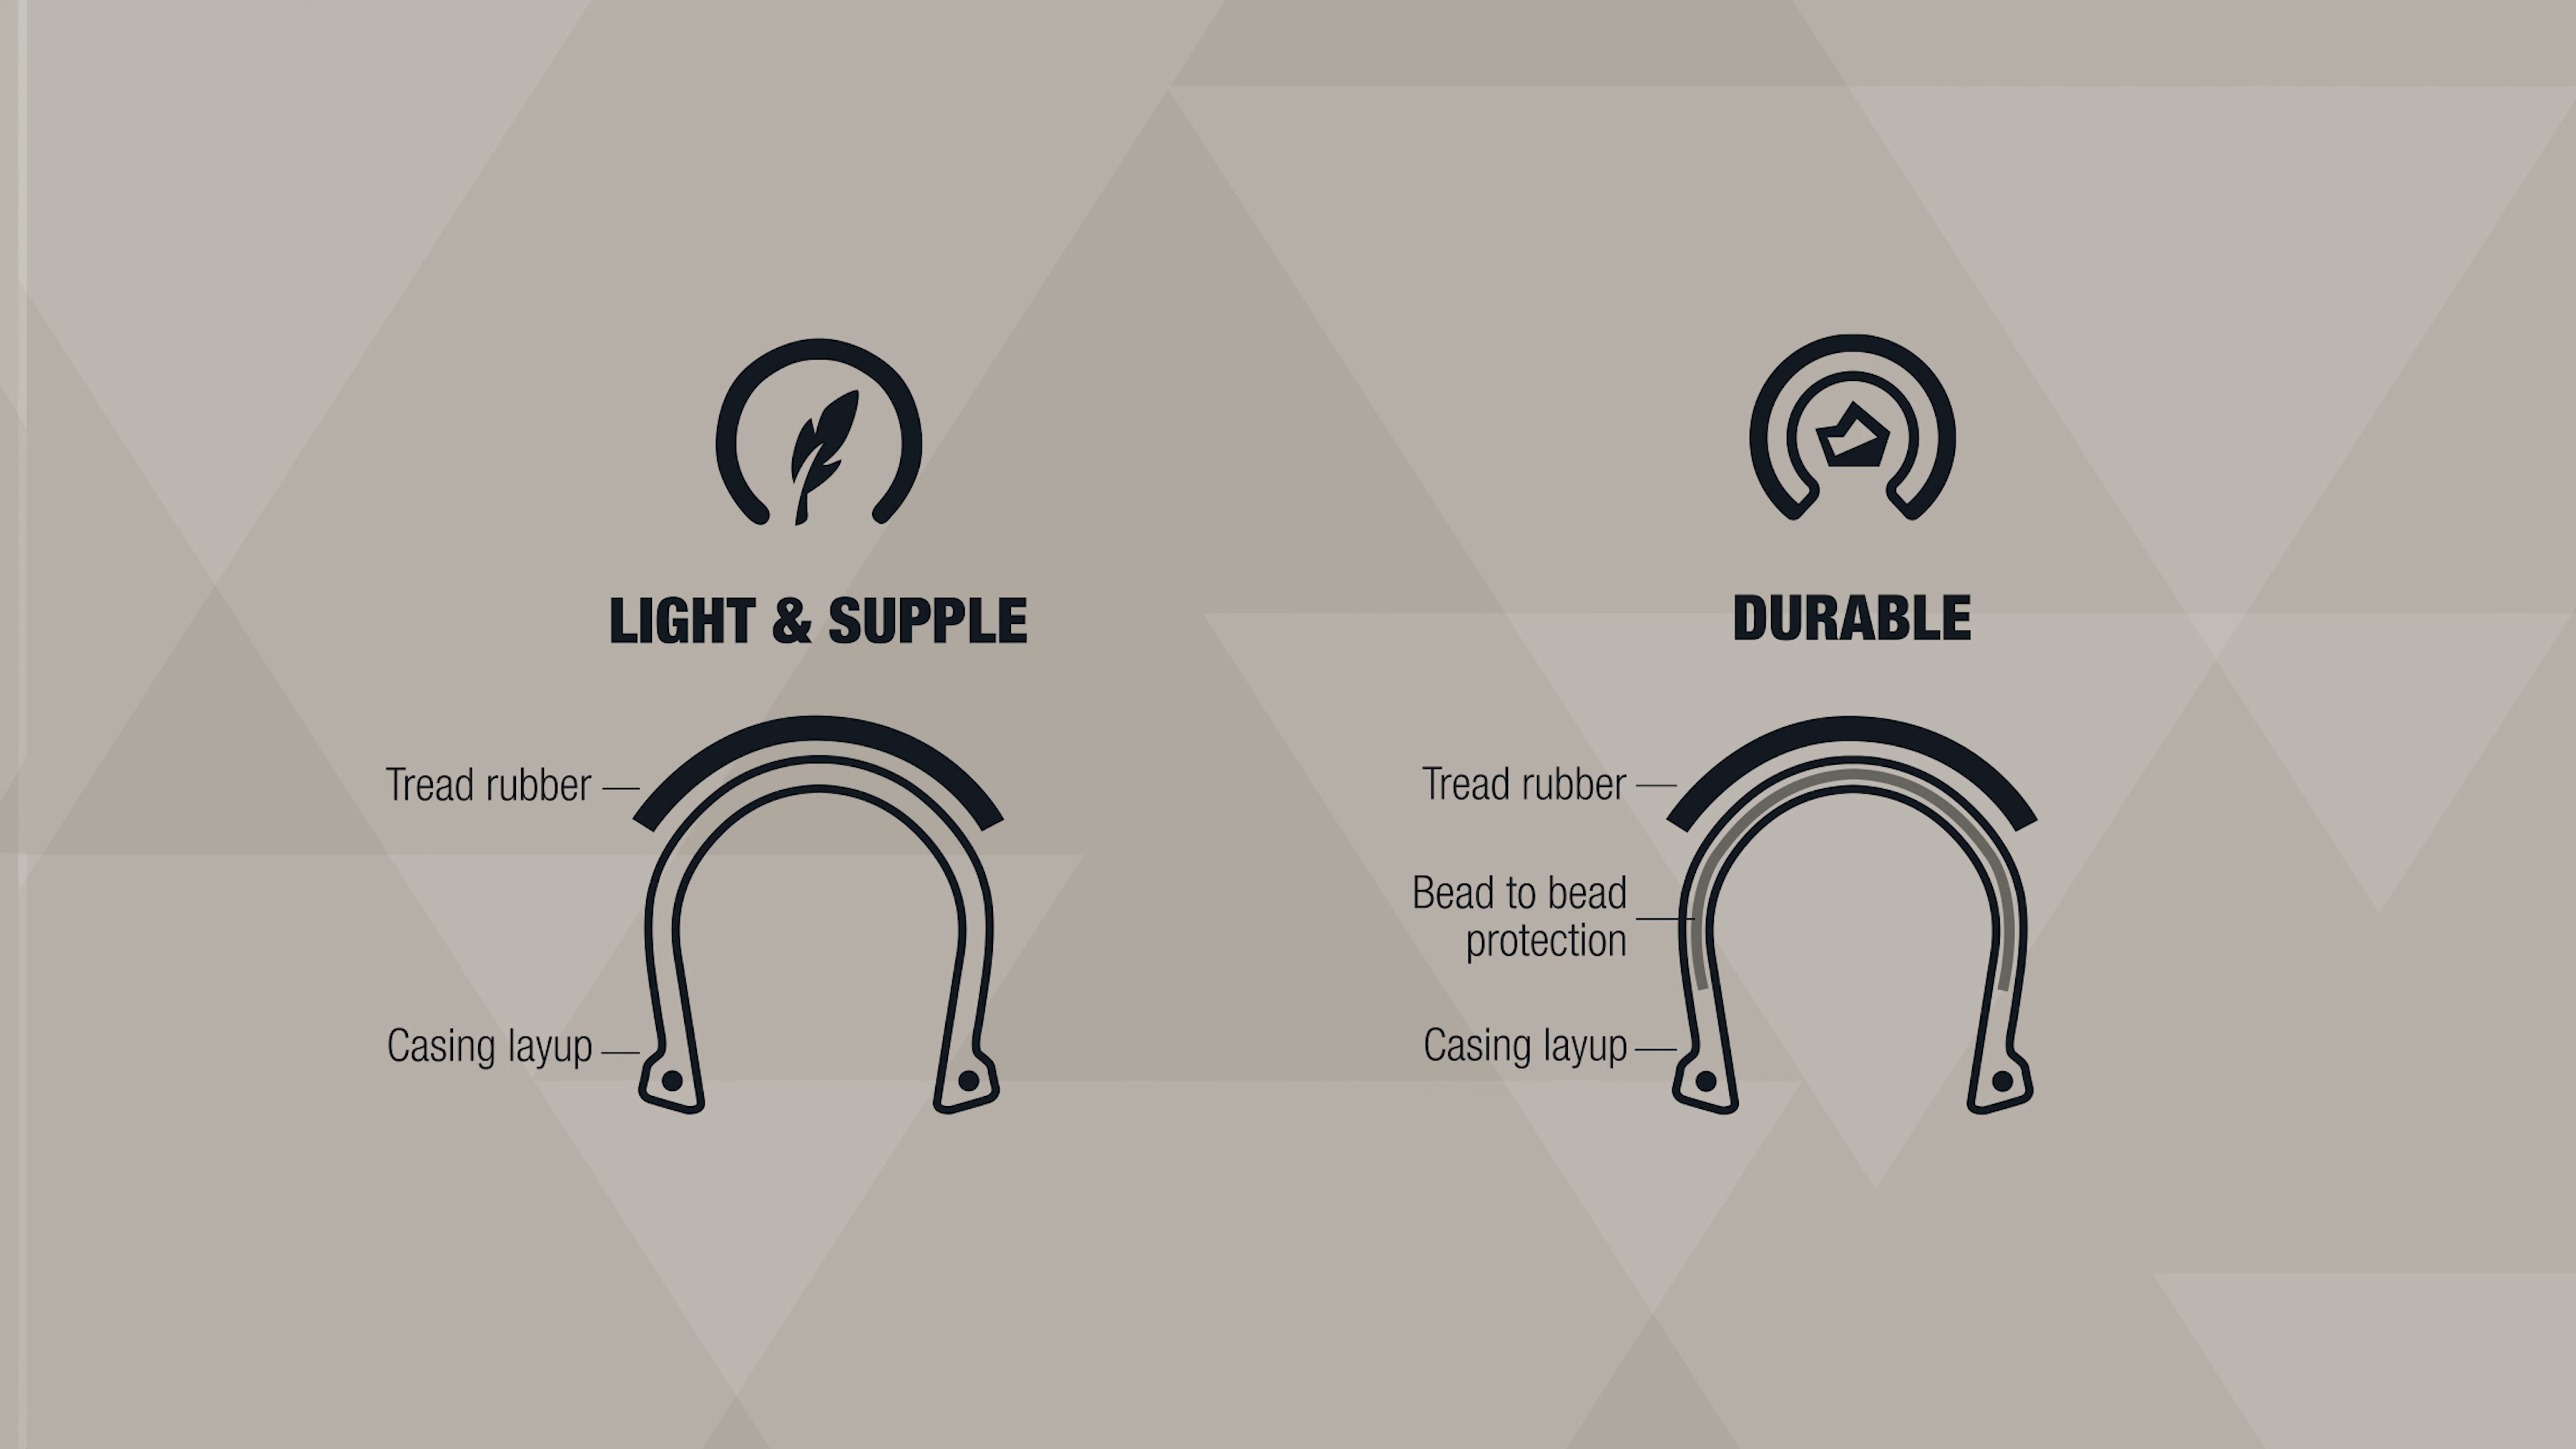 LIGHT & SUPPLE
Tread rubber
Casing layup
DURABLE
Tread rubber
Bead to bead
protection
Casing layup